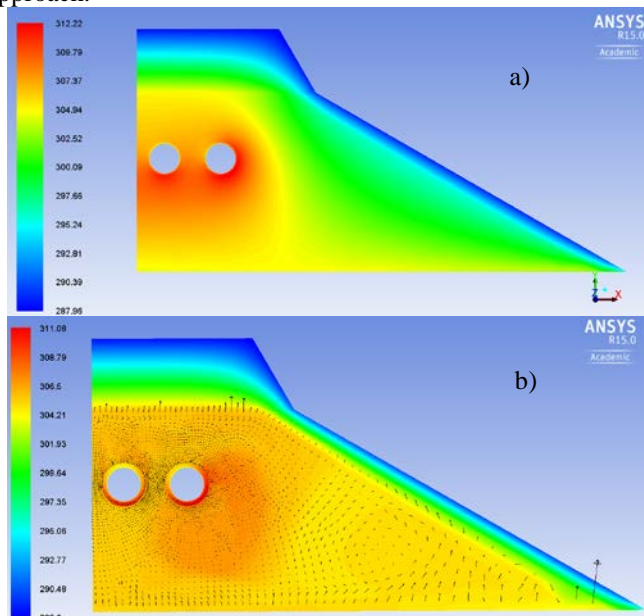 approach.
312.22
309.79
307.37
304.94
302.52
300.09
297.66
295.24
292.81
290.39
287.96
ANSYS
R15.0
Academic
a)
Y
Z X
311.08
308.79
306.5
304.21
301.93
299.64
297.35
295.06
292.77
290.48
ANSYS
R15.0
Academic
b)